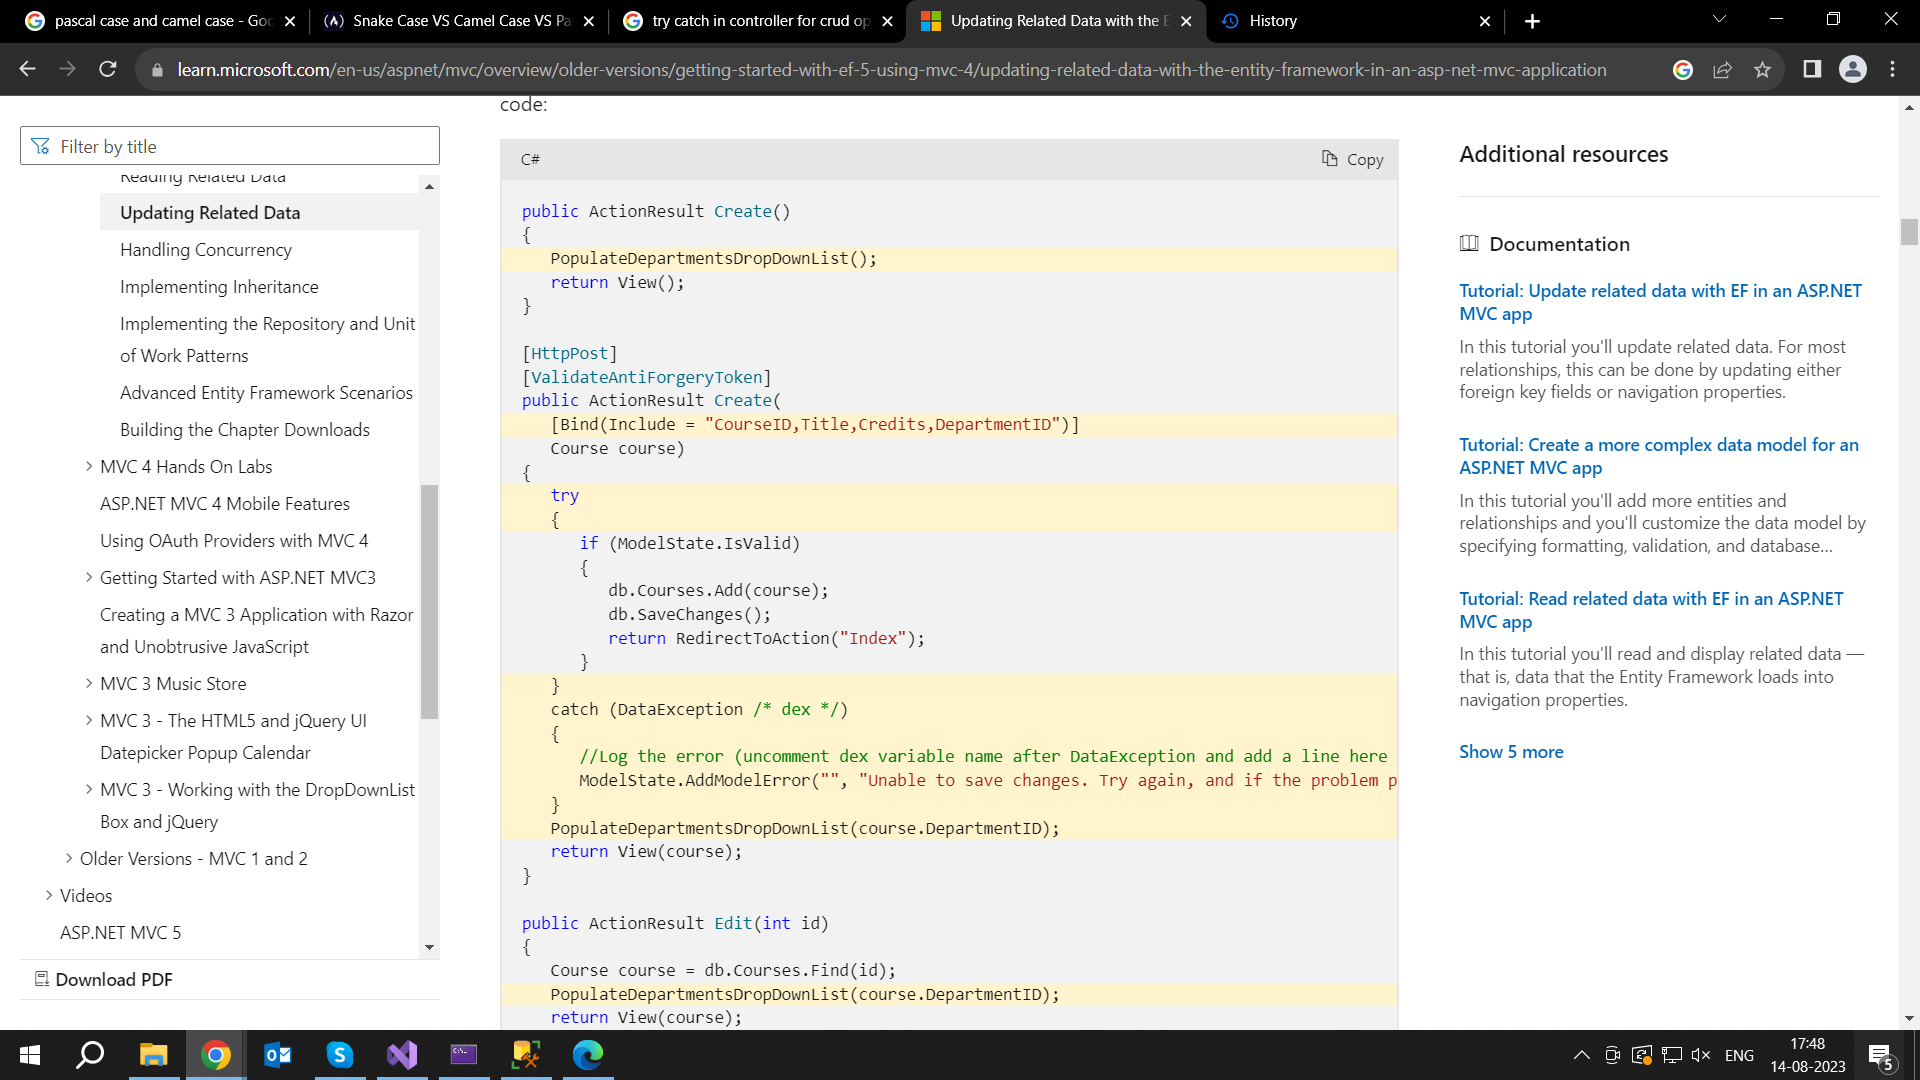 pascal case and camel case - Goo
Snake Case VS Camel Case VS Pa
try catch in controller for crud op
Updating Related Data with the E
History
learn.microsoft.com/en-us/aspnet/mvc/overview/older-versions/getting-started-with-ef-5-using-mvc-4/updating-related-data-with-the-entity-framework-in-an-asp-net-mvc-application
Filter by title
Reading Related Data
Updating Related Data
Handling Concurrency
Implementing Inheritance
Implementing the Repository and Unit
of Work Patterns
Advanced Entity Framework Scenarios
Building the Chapter Downloads
MVC 4 Hands On Labs
ASP.NET MVC 4 Mobile Features
Using OAuth Providers with MVC 4
Getting Started with ASP.NET MVC3
Creating a MVC 3 Application with Razor
and Unobtrusive JavaScript
MVC 3 Music Store
MVC 3 - The HTML5 and jQuery UI
Datepicker Popup Calendar
MVC 3 - Working with the DropDownList
Box and jQuery
Older Versions - MVC 1 and 2
Videos
ASP.NET MVC 5
Download PDF
code:
C#
Copy
public ActionResult Create()
{
PopulateDepartmentsDropDownList();
return View();
}
[HttpPost]
[ValidateAntiForgeryToken]
public ActionResult Create(
[Bind(Include = "CourseID,Title,Credits,DepartmentID")]
Course course)
{
try
{
if (ModelState.IsValid)
{
db.Courses.Add(course);
db.SaveChanges();
return RedirectToAction("Index");
}
}
catch (DataException /* dex */)
{
//Log the error (uncomment dex variable name after DataException and add a line here
ModelState.AddModelError("", "Unable to save changes. Try again, and if the problem p
}
PopulateDepartmentsDropDownList(course.DepartmentID);
return View(course);
}
public ActionResult Edit(int id)
{
Course course = db.Courses.Find(id);
PopulateDepartmentsDropDownList(course.DepartmentID);
return View(course);
Additional resources
Documentation
Tutorial: Update related data with EF in an ASP.NET
MVC app
In this tutorial you'll update related data. For most
relationships, this can be done by updating either
foreign key fields or navigation properties.
Tutorial: Create a more complex data model for an
ASP.NET MVC app
In this tutorial you'll add more entities and
relationships and you'll customize the data model by
specifying formatting, validation, and database...
Tutorial: Read related data with EF in an ASP.NET
MVC app
In this tutorial you'll read and display related data —
that is, data that the Entity Framework loads into
navigation properties.
Show 5 more
ENG
17:48
14-08-2023
5